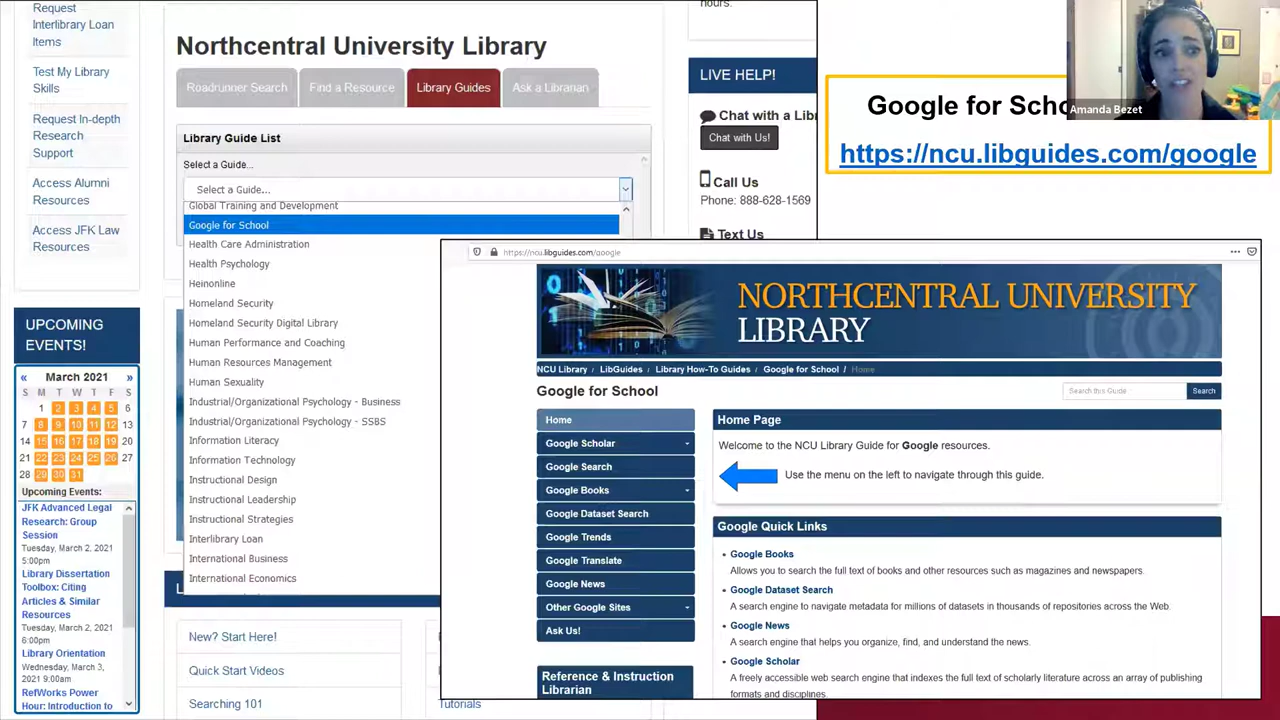 Request
Interlibrary Loan
Items
Test My Library
Skills
Request In-depth
Research
Support
Access Alumni
Resources
Access JFK Law
Resources
UPCOMING
EVENTS!
« March 2021 »
S M T W T F S
1 2 3 4 5 6
7 8 9 10 11 12 13
14 15 16 17 18 19 20
21 22 23 24 25 26 27
28 29 30 31
Upcoming Events:
JFK Advanced Legal
Research: Group
Session
Tuesday, March 2, 2021
5:00pm
Library Dissertation
Toolbox: Citing
Articles & Similar
Resources
Tuesday, March 2, 2021
6:00pm
Library Orientation
Wednesday, March 3,
2021 9:00am
RefWorks Power
Hour: Introduction to
Northcentral University Library
Roadrunner Search
Find a Resource
Library Guides
Ask a Librarian
Library Guide List
Select a Guide...
Select a Guide...
Global Training and Development
Google for School
Health Care Administration
Health Psychology
Heinonline
Homeland Security
Homeland Security Digital Library
Human Performance and Coaching
Human Resources Management
Human Sexuality
Industrial/Organizational Psychology - Business
Industrial/Organizational Psychology - SSBS
Information Literacy
Information Technology
Instructional Design
Instructional Leadership
Instructional Strategies
Interlibrary Loan
International Business
International Economics
New? Start Here!
Quick Start Videos
Searching 101
Tutorials
hours.
LIVE HELP!
Chat with a Lib
Chat with Us!
Call Us
Phone: 888-628-1569
Text Us
Google for Scho
https://ncu.libguides.com/google
Amanda Bezet
https://ncu.libguides.com/google
NORTHCENTRAL UNIVERSITY
LIBRARY
NCU Library / LibGuides / Library How-To Guides / Google for School / Home
Google for School
Search this Guide
Search
Home
Google Scholar
Google Search
Google Books
Google Dataset Search
Google Trends
Google Translate
Google News
Other Google Sites
Ask Us!
Reference & Instruction
Librarian
Home Page
Welcome to the NCU Library Guide for Google resources.
Use the menu on the left to navigate through this guide.
Google Quick Links
• Google Books
Allows you to search the full text of books and other resources such as magazines and newspapers.
• Google Dataset Search
A search engine to navigate metadata for millions of datasets in thousands of repositories across the Web.
• Google News
A search engine that helps you organize, find, and understand the news.
• Google Scholar
A freely accessible web search engine that indexes the full text of scholarly literature across an array of publishing
formats and disciplines.